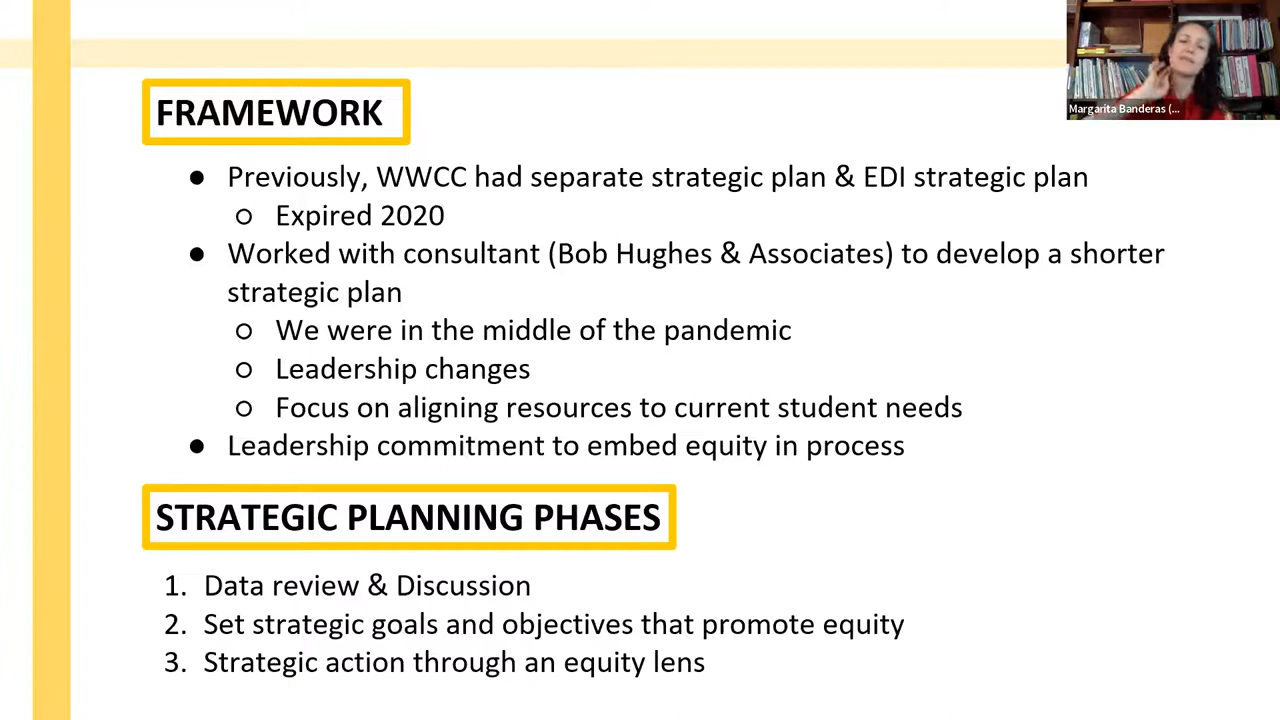 FRAMEWORK
● Previously, WWCC had separate strategic plan & EDI strategic plan
○ Expired 2020
● Worked with consultant (Bob Hughes & Associates) to develop a shorter
strategic plan
○ We were in the middle of the pandemic
○ Leadership changes
○ Focus on aligning resources to current student needs
● Leadership commitment to embed equity in process
STRATEGIC PLANNING PHASES
1. Data review & Discussion
2. Set strategic goals and objectives that promote equity
3. Strategic action through an equity lens
Margarita Banderas (...